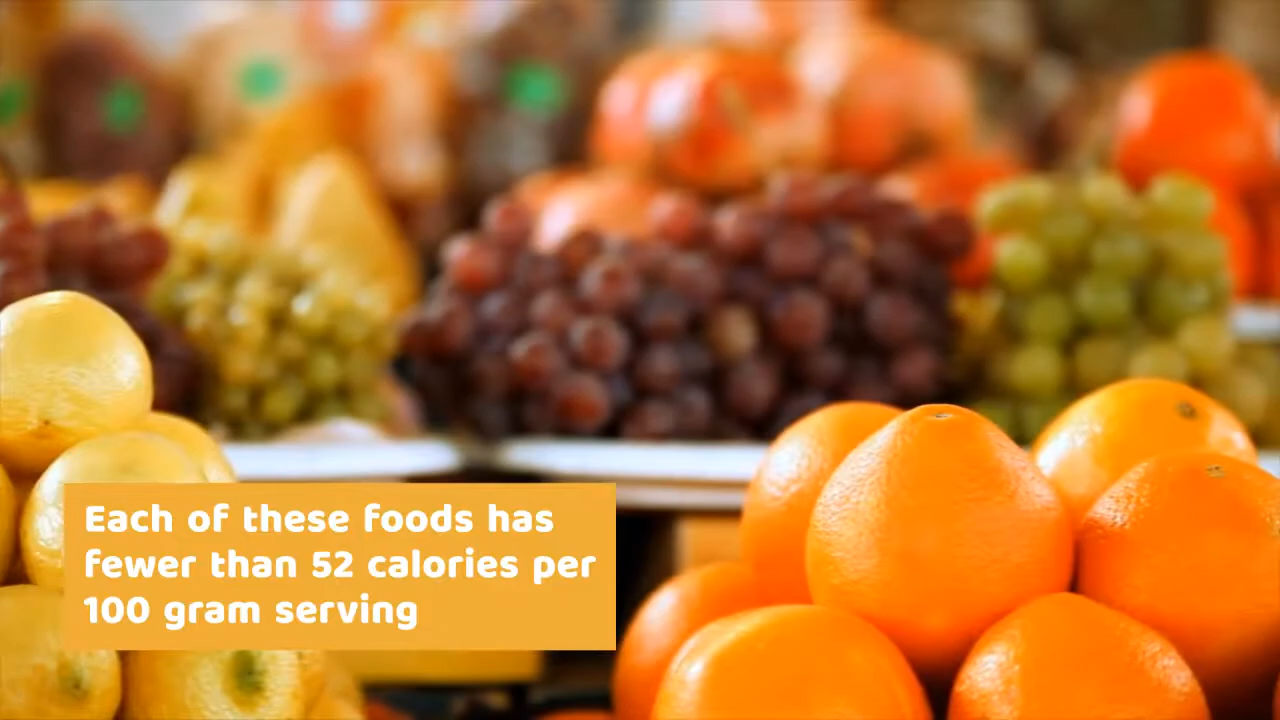 Each of these foods has
fewer than 52 calories per
100 gram serving